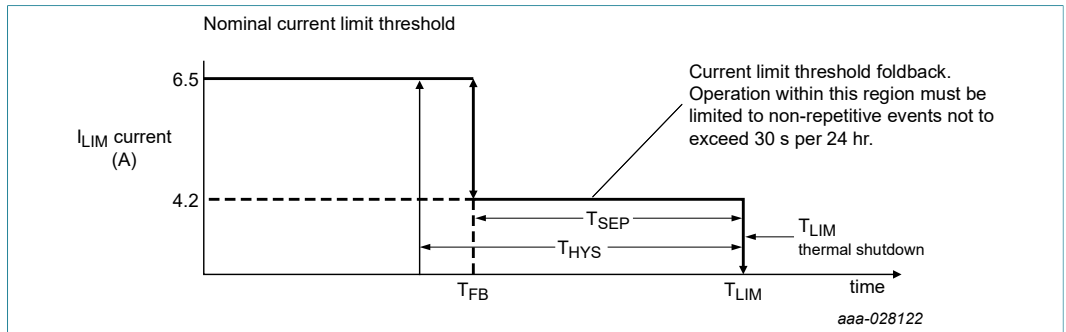 Nominal current limit threshold
6.5
Current limit threshold foldback.
Operation within this region must be
limited to non-repetitive events not to
exceed 30 s per 24 hr.
ILIM current
(A)
4.2
TSEP
TLIM
thermal shutdown
THYS
TFB
TLIM
time
aaa-028122